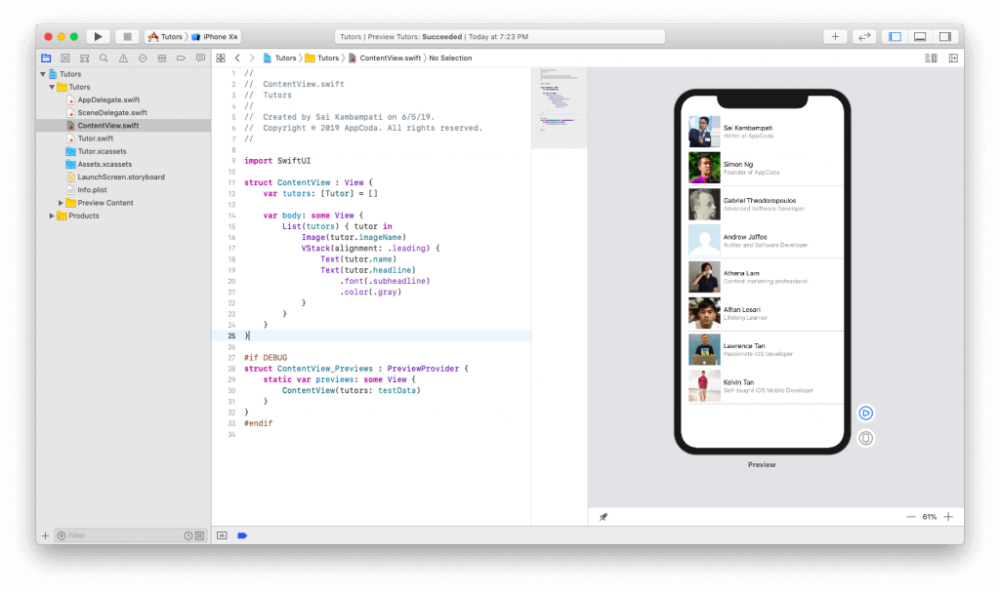 Tutors
iPhone XR
Tutors | Preview Tutors: Succeeded | Today at 7:23 PM
Tutors
Tutors
ContentView.swift
No Selection
Tutors
Tutors
AppDelegate.swift
SceneDelegate.swift
ContentView.swift
Tutor.swift
Tutor.xcassets
Assets.xcassets
LaunchScreen.storyboard
Info.plist
Preview Content
Products
Filter
1 //
2 //  ContentView.swift
3 //  Tutors
4 //
5 //  Created by Sai Kambampati on 6/5/19.
6 //  Copyright © 2019 AppCoda. All rights reserved.
7 //
8
9 import SwiftUI
10
11 struct ContentView : View {
12     var tutors: [Tutor] = []
13
14     var body: some View {
15         List(tutors) { tutor in
16             Image(tutor.imageName)
17             VStack(alignment: .leading) {
18                 Text(tutor.name)
19                 Text(tutor.headline)
20                     .font(.subheadline)
21                     .color(.gray)
22             }
23         }
24     }
25 }
26
27 #if DEBUG
28 struct ContentView_Previews : PreviewProvider {
29     static var previews: some View {
30         ContentView(tutors: testData)
31     }
32 }
33 #endif
34
Sai Kambampati
Writer at AppCoda
Simon Ng
Founder of AppCoda
Gabriel Theodoropoulos
Advanced Software Developer
Andrew Jaffee
Author and Software Developer
Athena Lam
Content marketing professional
Alfian Losari
Lifelong Learner
Lawrence Tan
Passionate iOS Developer
Kelvin Tan
Self-taught iOS Mobile Developer
Preview
61%